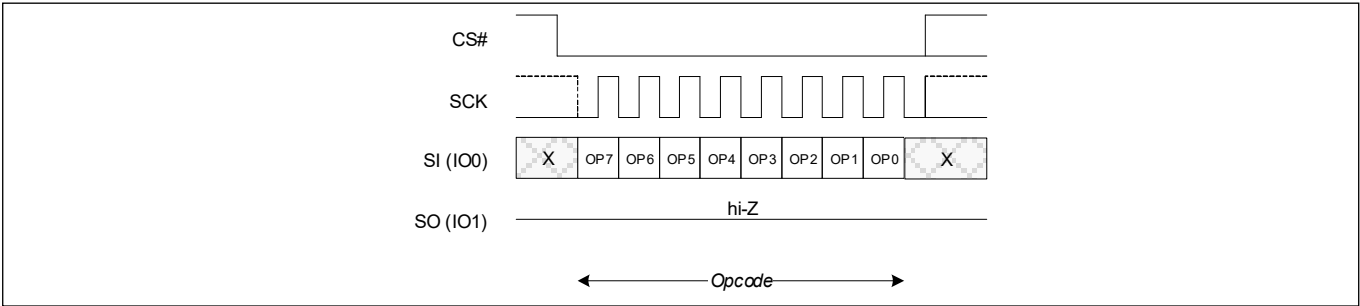 CS#
SCK
SI (IO0) X OP7 OP6 OP5 OP4 OP3 OP2 OP1 OP0 X
hi-Z
SO (IO1)
Opcode